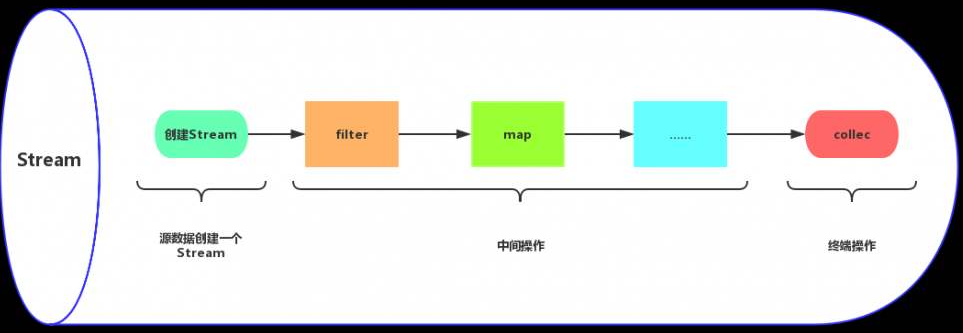 Stream
创建Stream
filter
map
......
collec
源数据创建一个
Stream
中间操作
终端操作